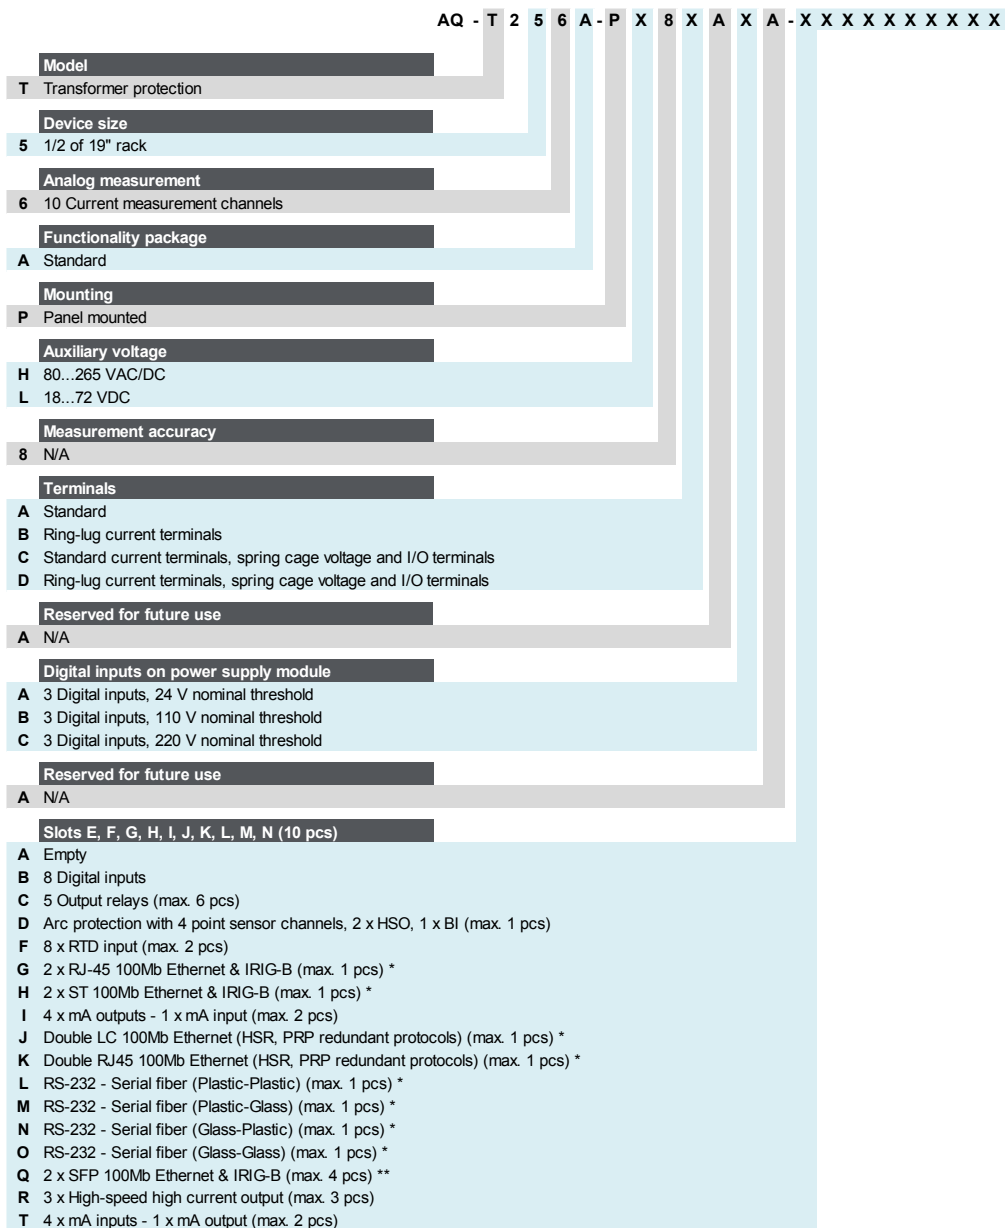 AQ - T 2 5 6 A - P X 8 X A X A - X X X X X X X X X X
Model
T Transformer protection
Device size
5 1/2 of 19" rack
Analog measurement
6 10 Current measurement channels
Functionality package
A Standard
Mounting
P Panel mounted
Auxiliary voltage
H 80...265 VAC/DC
L 18...72 VDC
Measurement accuracy
8 N/A
Terminals
A Standard
B Ring-lug current terminals
C Standard current terminals, spring cage voltage and I/O terminals
D Ring-lug current terminals, spring cage voltage and I/O terminals
Reserved for future use
A N/A
Digital inputs on power supply module
A 3 Digital inputs, 24 V nominal threshold
B 3 Digital inputs, 110 V nominal threshold
C 3 Digital inputs, 220 V nominal threshold
Reserved for future use
A N/A
Slots E, F, G, H, I, J, K, L, M, N (10 pcs)
A Empty
B 8 Digital inputs
C 5 Output relays (max. 6 pcs)
D Arc protection with 4 point sensor channels, 2 x HSO, 1 x BI (max. 1 pcs)
F 8 x RTD input (max. 2 pcs)
G 2 x RJ-45 100Mb Ethernet & IRIG-B (max. 1 pcs) *
H 2 x ST 100Mb Ethernet & IRIG-B (max. 1 pcs) *
I 4 x mA outputs - 1 x mA input (max. 2 pcs)
J Double LC 100Mb Ethernet (HSR, PRP redundant protocols) (max. 1 pcs) *
K Double RJ45 100Mb Ethernet (HSR, PRP redundant protocols) (max. 1 pcs) *
L RS-232 - Serial fiber (Plastic-Plastic) (max. 1 pcs) *
M RS-232 - Serial fiber (Plastic-Glass) (max. 1 pcs) *
N RS-232 - Serial fiber (Glass-Plastic) (max. 1 pcs) *
O RS-232 - Serial fiber (Glass-Glass) (max. 1 pcs) *
Q 2 x SFP 100Mb Ethernet & IRIG-B (max. 4 pcs) **
R 3 x High-speed high current output (max. 3 pcs)
T 4 x mA inputs - 1 x mA output (max. 2 pcs)